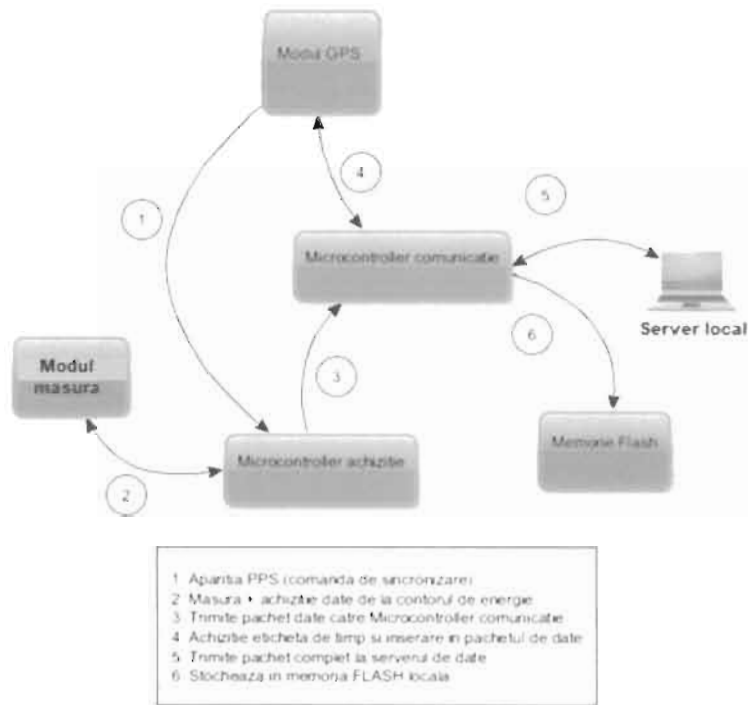 Modul GPS
1
4
5
Microcontroller comunicatie
Server local
6
Modul
masura
3
Memorie Flash
Microcontroller achizitie
2
1 Aparitia PPS (comanda de sincronizare)
2 Masura + achizitie date de la contorul de energie
3 Trimite pachet date catre Microcontroller comunicatie
4 Achizitie eticheta de timp si inserare in pachetul de date
5 Trimite pachet complet la serverul de date
6 Stocheaza in memoria FLASH locala